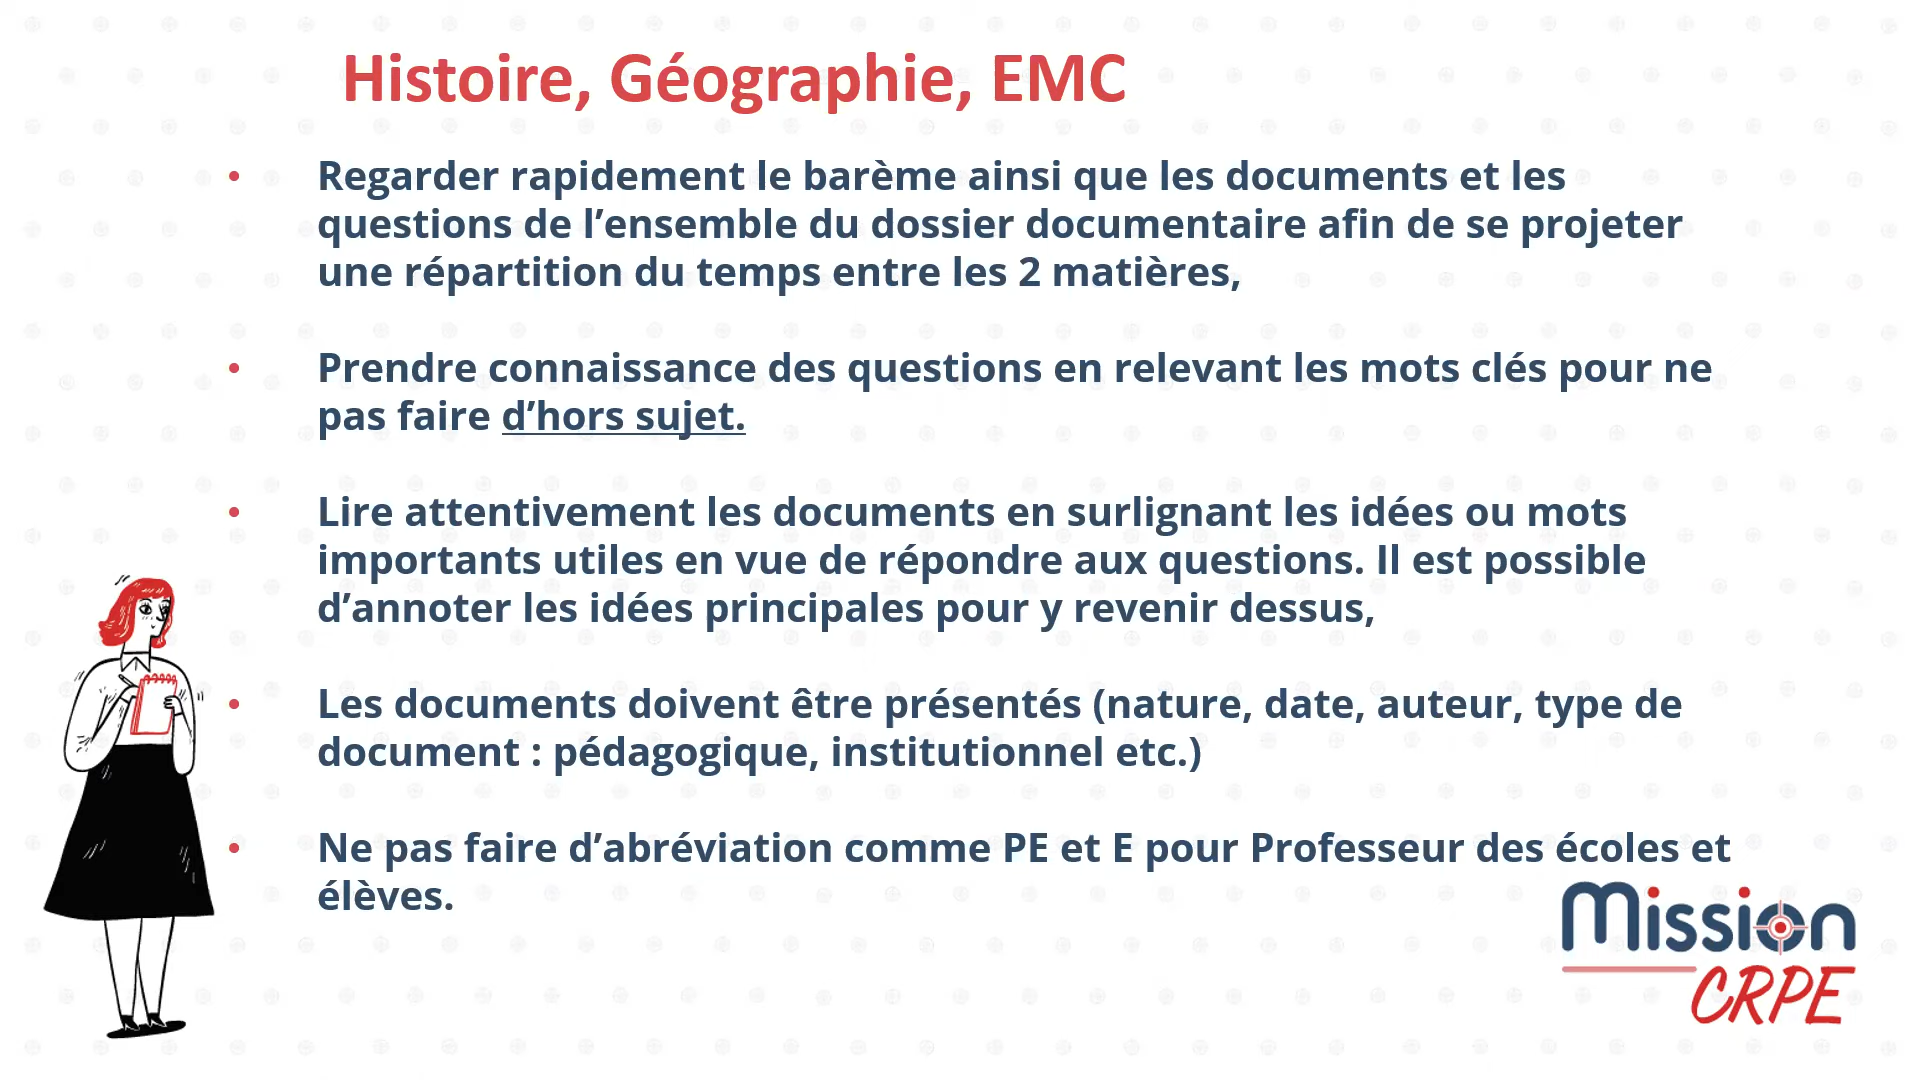 Histoire, Géographie, EMC
• Regarder rapidement le barème ainsi que les documents et les
questions de l’ensemble du dossier documentaire afin de se projeter
une répartition du temps entre les 2 matières,
• Prendre connaissance des questions en relevant les mots clés pour ne
pas faire d’hors sujet.
• Lire attentivement les documents en surlignant les idées ou mots
importants utiles en vue de répondre aux questions. Il est possible
d’annoter les idées principales pour y revenir dessus,
• Les documents doivent être présentés (nature, date, auteur, type de
document : pédagogique, institutionnel etc.)
• Ne pas faire d’abréviation comme PE et E pour Professeur des écoles et
élèves.
Mission
CRPE